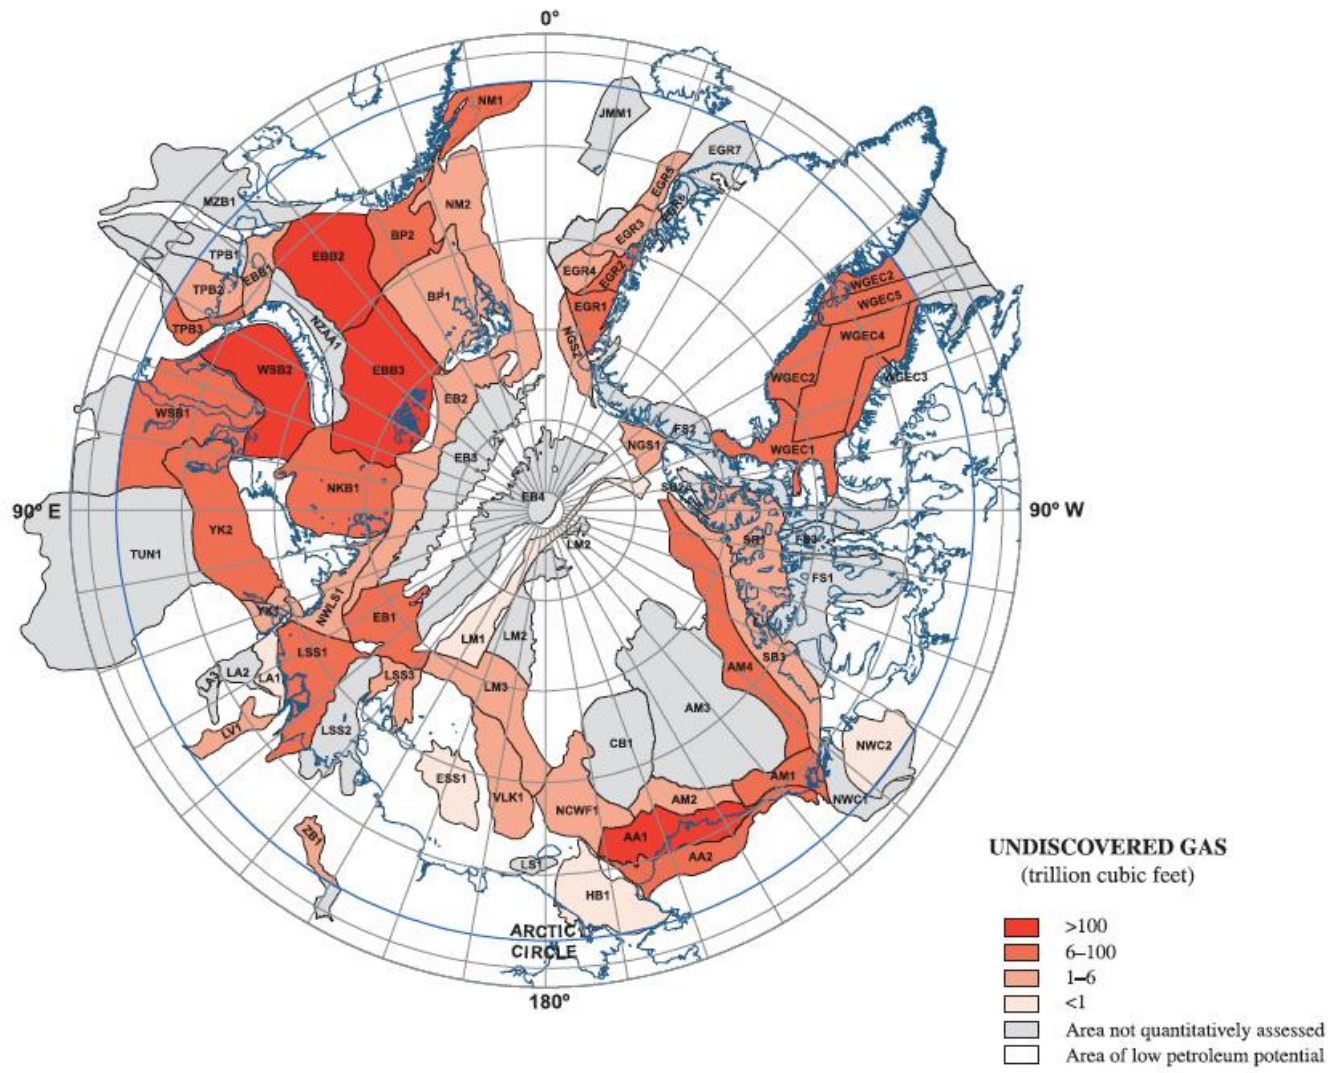 0°
NM1
JMM1
EGR7
EGR5
MZB1
NM2
EGR6
EGR3
BP2
TPB1
EBB2
EBB1
EGR4
EGR2
TPB2
WGEC2
BP1
WGEC5
EGR1
TPB3
NZAA1
NGS2
WGEC4
WSB2
EBB3
WGEC2
WGEC3
EB2
WSB1
FS2
NGS1
WGEC1
EB3
NKB1
EB4
90° E
90° W
YK2
LM2
SB1
FS3
TUN1
FS1
YK1
NWLS1
EB1
LM1
LM2
LSS1
SB3
LA2
LA1
LA3
LSS3
LM3
AM4
AM3
LV1
LSS2
CB1
NWC2
ESS1
AM1
VLK1
NCWF1
AM2
NWC1
ZB1
AA1
AA2
LS1
HB1
ARCTIC
CIRCLE
180°
UNDISCOVERED GAS
(trillion cubic feet)
>100
6–100
1–6
<1
Area not quantitatively assessed
Area of low petroleum potential